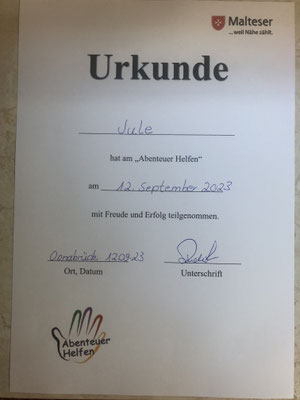 Malteser
...weil Nähe zählt.
Urkunde
Jule
hat am „Abenteuer Helfen“
am 12. September 2023
mit Freude und Erfolg teilgenommen.
Osnabrück 12.09.23
Ort, Datum Unterschrift
Abenteuer
Helfen